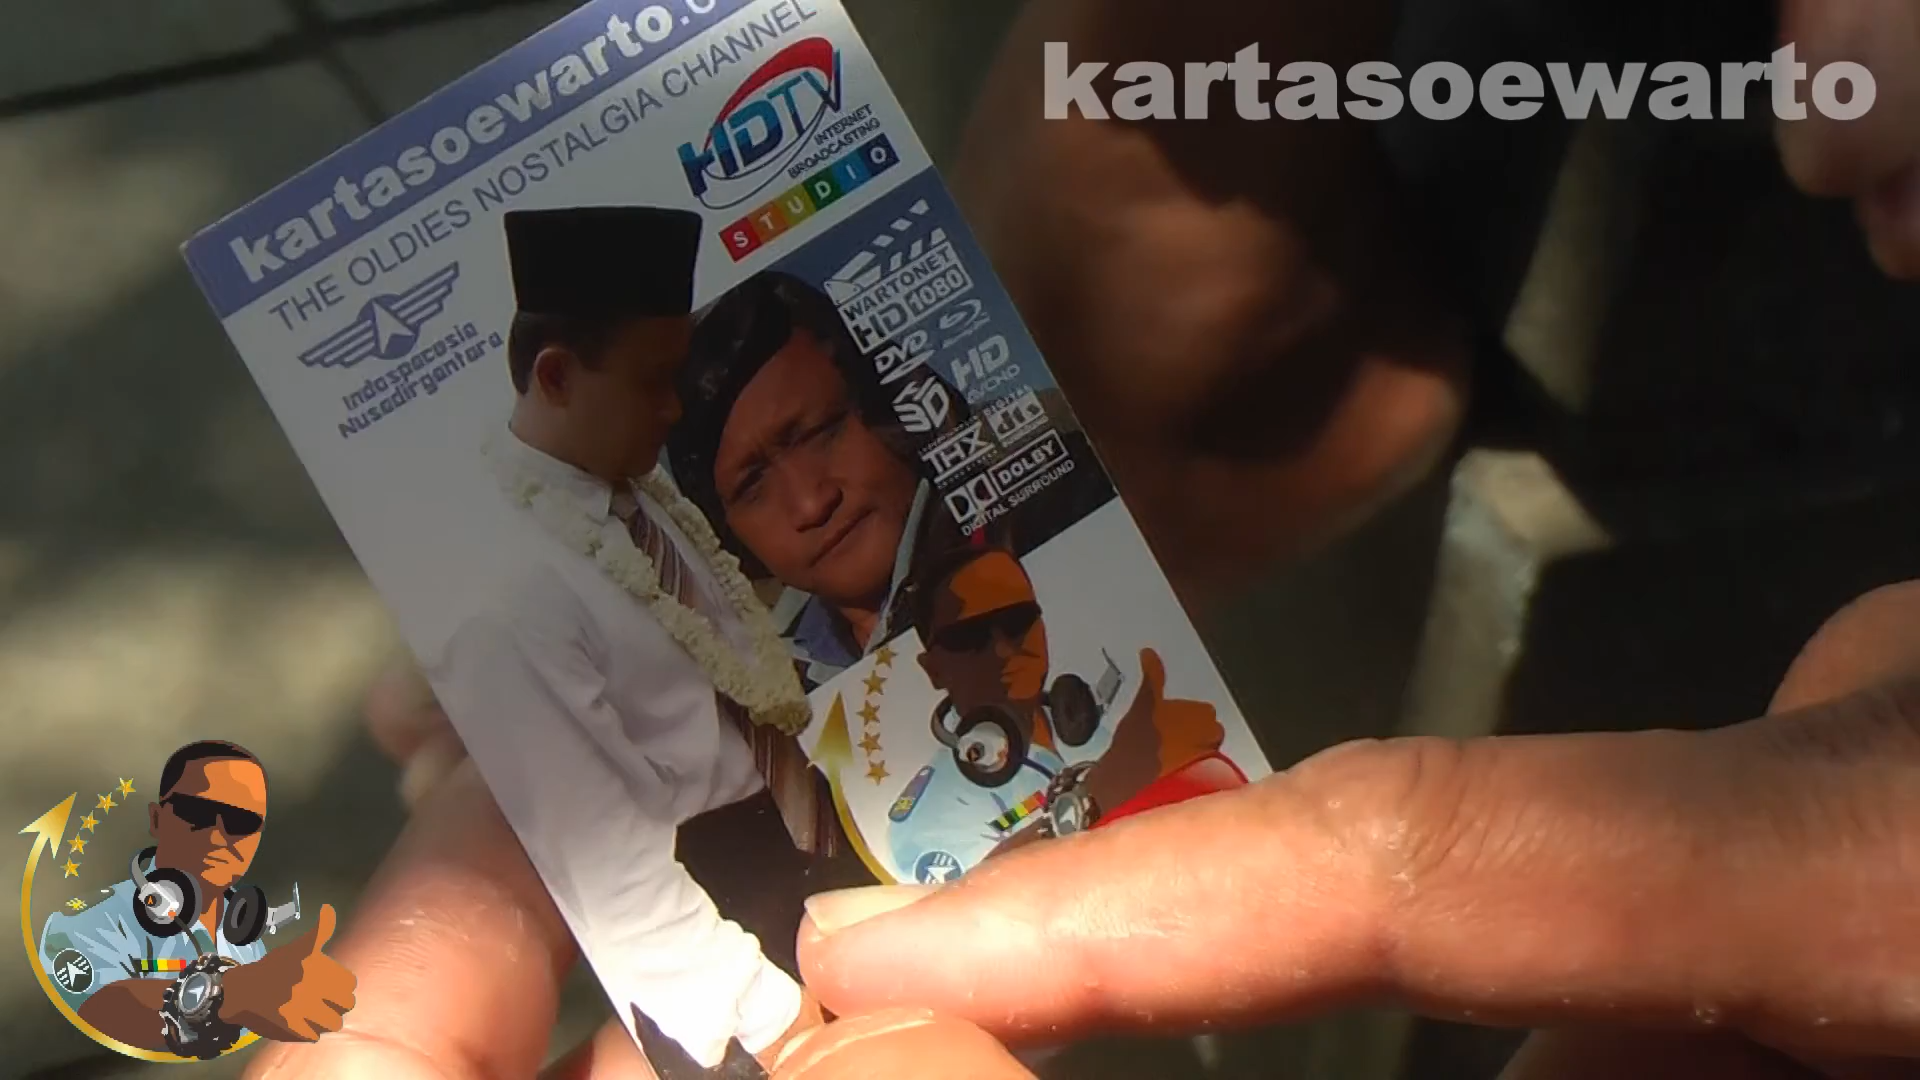 kartasoewarto
kartasoewarto.c
THE OLDIES NOSTALGIA CHANNEL
HDTV
INTERNET
BROADCASTING
STUDIO
Indospacesia
Nusadirgantara
WARTONET
HD 1080
DVD
HD
AVCHD
3D
THX
dts
DOLBY
DIGITAL SURROUND